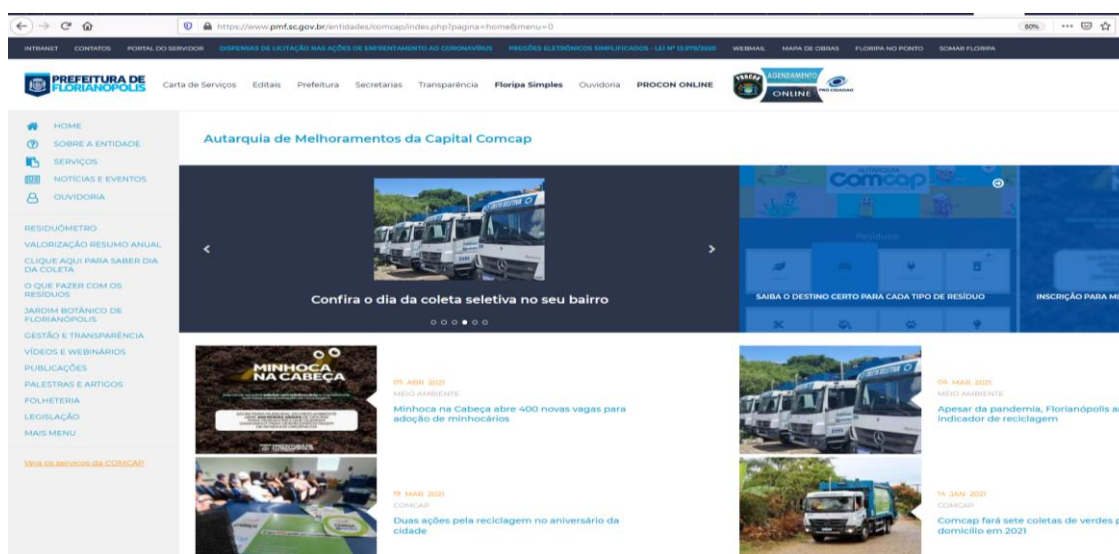 https://www.pmf.sc.gov.br/entidades/comcap/index.php?pagina=home&menu=0
80%
INTRANET CONTATOS PORTAL DO SERVIDOR DISPENSAS DE LICITAÇÃO NAS AÇÕES DE ENFRENTAMENTO AO CORONAVÍRUS PREGÕES ELETRÔNICOS SIMPLIFICADOS - LEI Nº 13.979/2020 WEBMAIL MAPA DE OBRAS FLORIPA NO PONTO SOMAR FLORIPA
PREFEITURA DE
FLORIANÓPOLIS
Carta de Serviços Editais Prefeitura Secretarias Transparência Floripa Simples Ouvidoria PROCON ONLINE
PROCON
AGENDAMENTO
ONLINE
PRÓ-CIDADÃO
HOME
SOBRE A ENTIDADE
SERVIÇOS
NOTÍCIAS E EVENTOS
OUVIDORIA
RESIDUÔMETRO
VALORIZAÇÃO RESUMO ANUAL
CLIQUE AQUI PARA SABER DIA
DA COLETA
O QUE FAZER COM OS
RESÍDUOS
JARDIM BOTÂNICO DE
FLORIANÓPOLIS
GESTÃO E TRANSPARÊNCIA
VÍDEOS E WEBINÁRIOS
PUBLICAÇÕES
PALESTRAS E ARTIGOS
FOLHETERIA
LEGISLAÇÃO
MAIS MENU
Veja os serviços da COMCAP
Autarquia de Melhoramentos da Capital Comcap
COLETA SELETIVA
Confira o dia da coleta seletiva no seu bairro
AUTARQUIA
Comcap
Resíduos
SAIBA O DESTINO CERTO PARA CADA TIPO DE RESÍDUO
INSCRIÇÃO PARA MI
MINHOCA
NA CABEÇA
05 ABR 2021
MEIO AMBIENTE
Minhoca na Cabeça abre 400 novas vagas para
adoção de minhocários
04 MAR 2021
MEIO AMBIENTE
Apesar da pandemia, Florianópolis a
indicador de reciclagem
19 MAR 2021
COMCAP
Duas ações pela reciclagem no aniversário da
cidade
14 JAN 2021
COMCAP
Comcap fará sete coletas de verdes p
domicílio em 2021